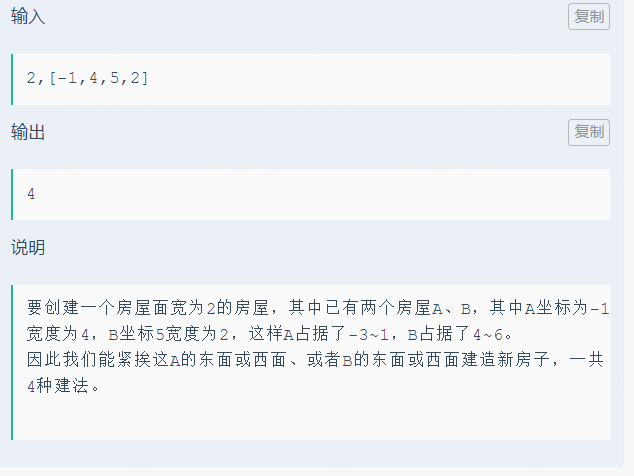 输入
复制
2,[-1,4,5,2]
输出
复制
4
说明
要创建一个房屋面宽为2的房屋，其中已有两个房屋A、B，其中A坐标为-1
宽度为4，B坐标5宽度为2，这样A占据了-3~1，B占据了4~6。
因此我们能紧挨这A的东面或西面、或者B的东面或西面建造新房子，一共
4种建法。